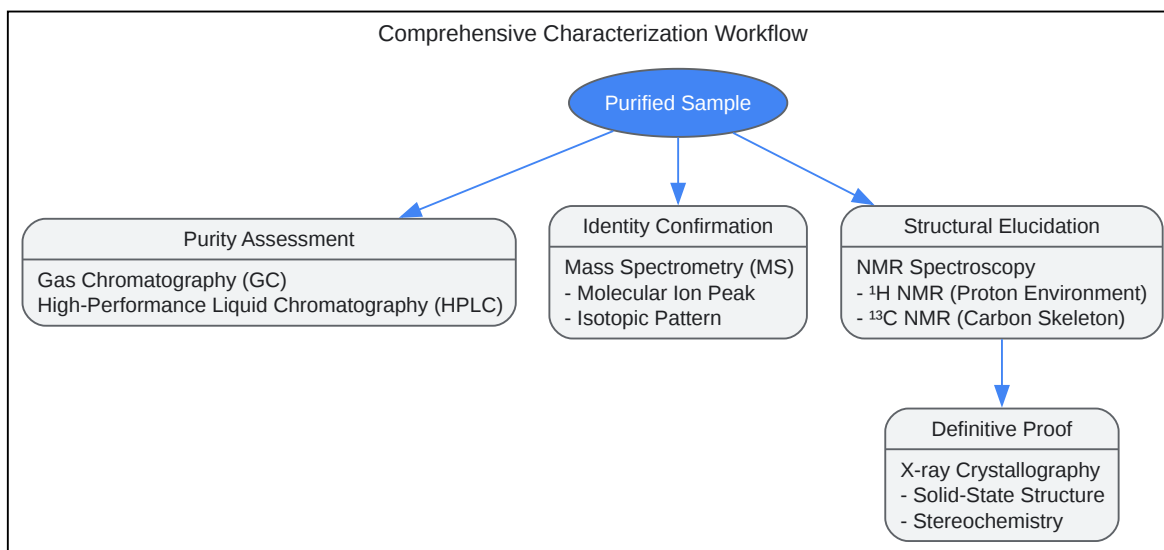 Comprehensive Characterization Workflow
Purified Sample
Purity Assessment
Gas Chromatography (GC)
High-Performance Liquid Chromatography (HPLC)
Identity Confirmation
Mass Spectrometry (MS)
- Molecular Ion Peak
- Isotopic Pattern
Structural Elucidation
NMR Spectroscopy
- ¹H NMR (Proton Environment)
- ¹³C NMR (Carbon Skeleton)
Definitive Proof
X-ray Crystallography
- Solid-State Structure
- Stereochemistry